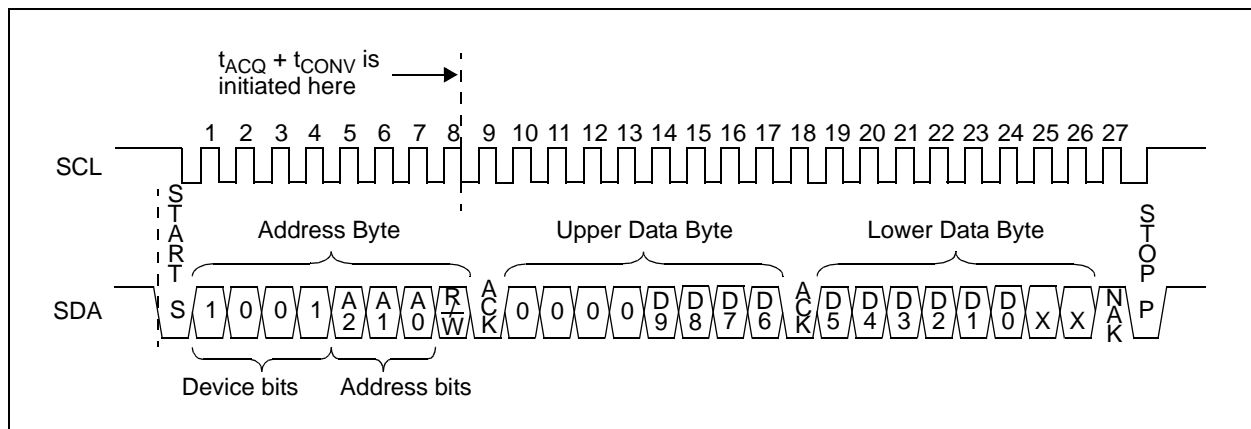 tACQ + tCONV is
initiated here
1 2 3 4 5 6 7 8 9 10 11 12 13 14 15 16 17 18 19 20 21 22 23 24 25 26 27
SCL
START
STOP
Address Byte
Upper Data Byte
Lower Data Byte
SDA
S 1 0 0 1 A2 A1 A0 R/W ACK 0 0 0 0 D9 D8 D7 D6 ACK D5 D4 D3 D2 D1 D0 X X NAK P
Device bits
Address bits